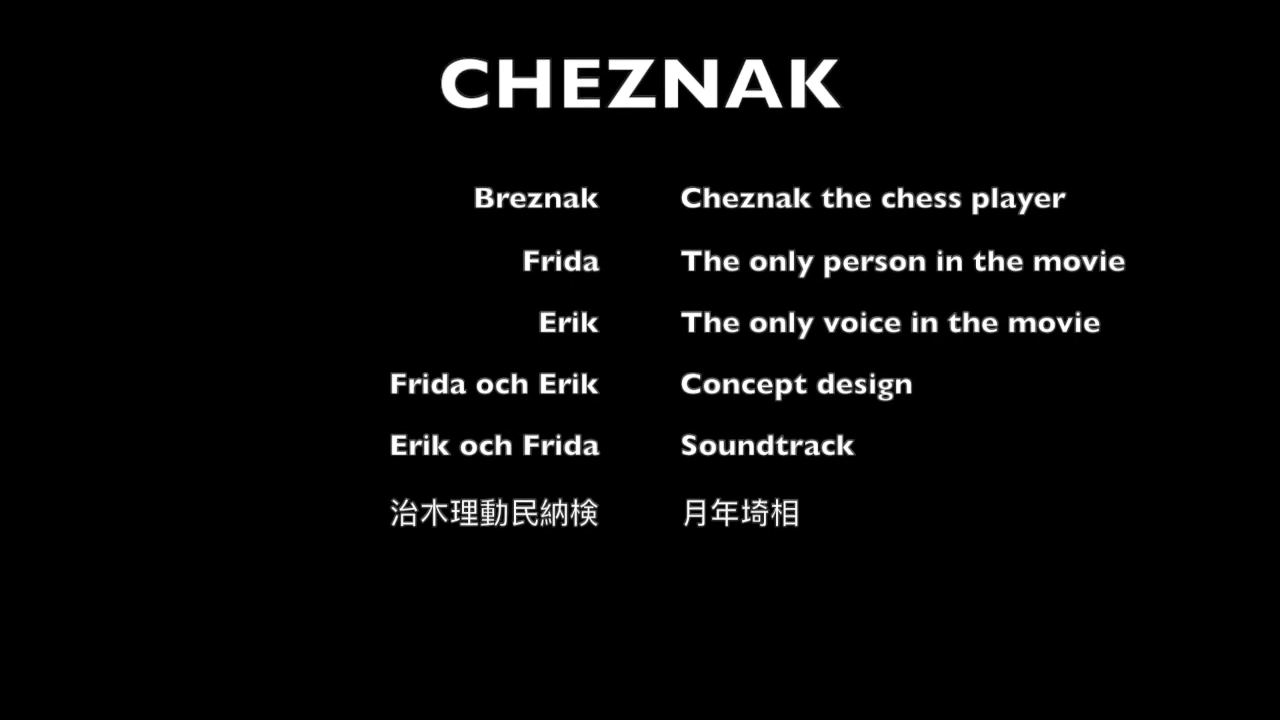 CHEZNAK
Breznak Cheznak the chess player
Frida The only person in the movie
Erik The only voice in the movie
Frida och Erik Concept design
Erik och Frida Soundtrack
治木理動民納検 月年埼相